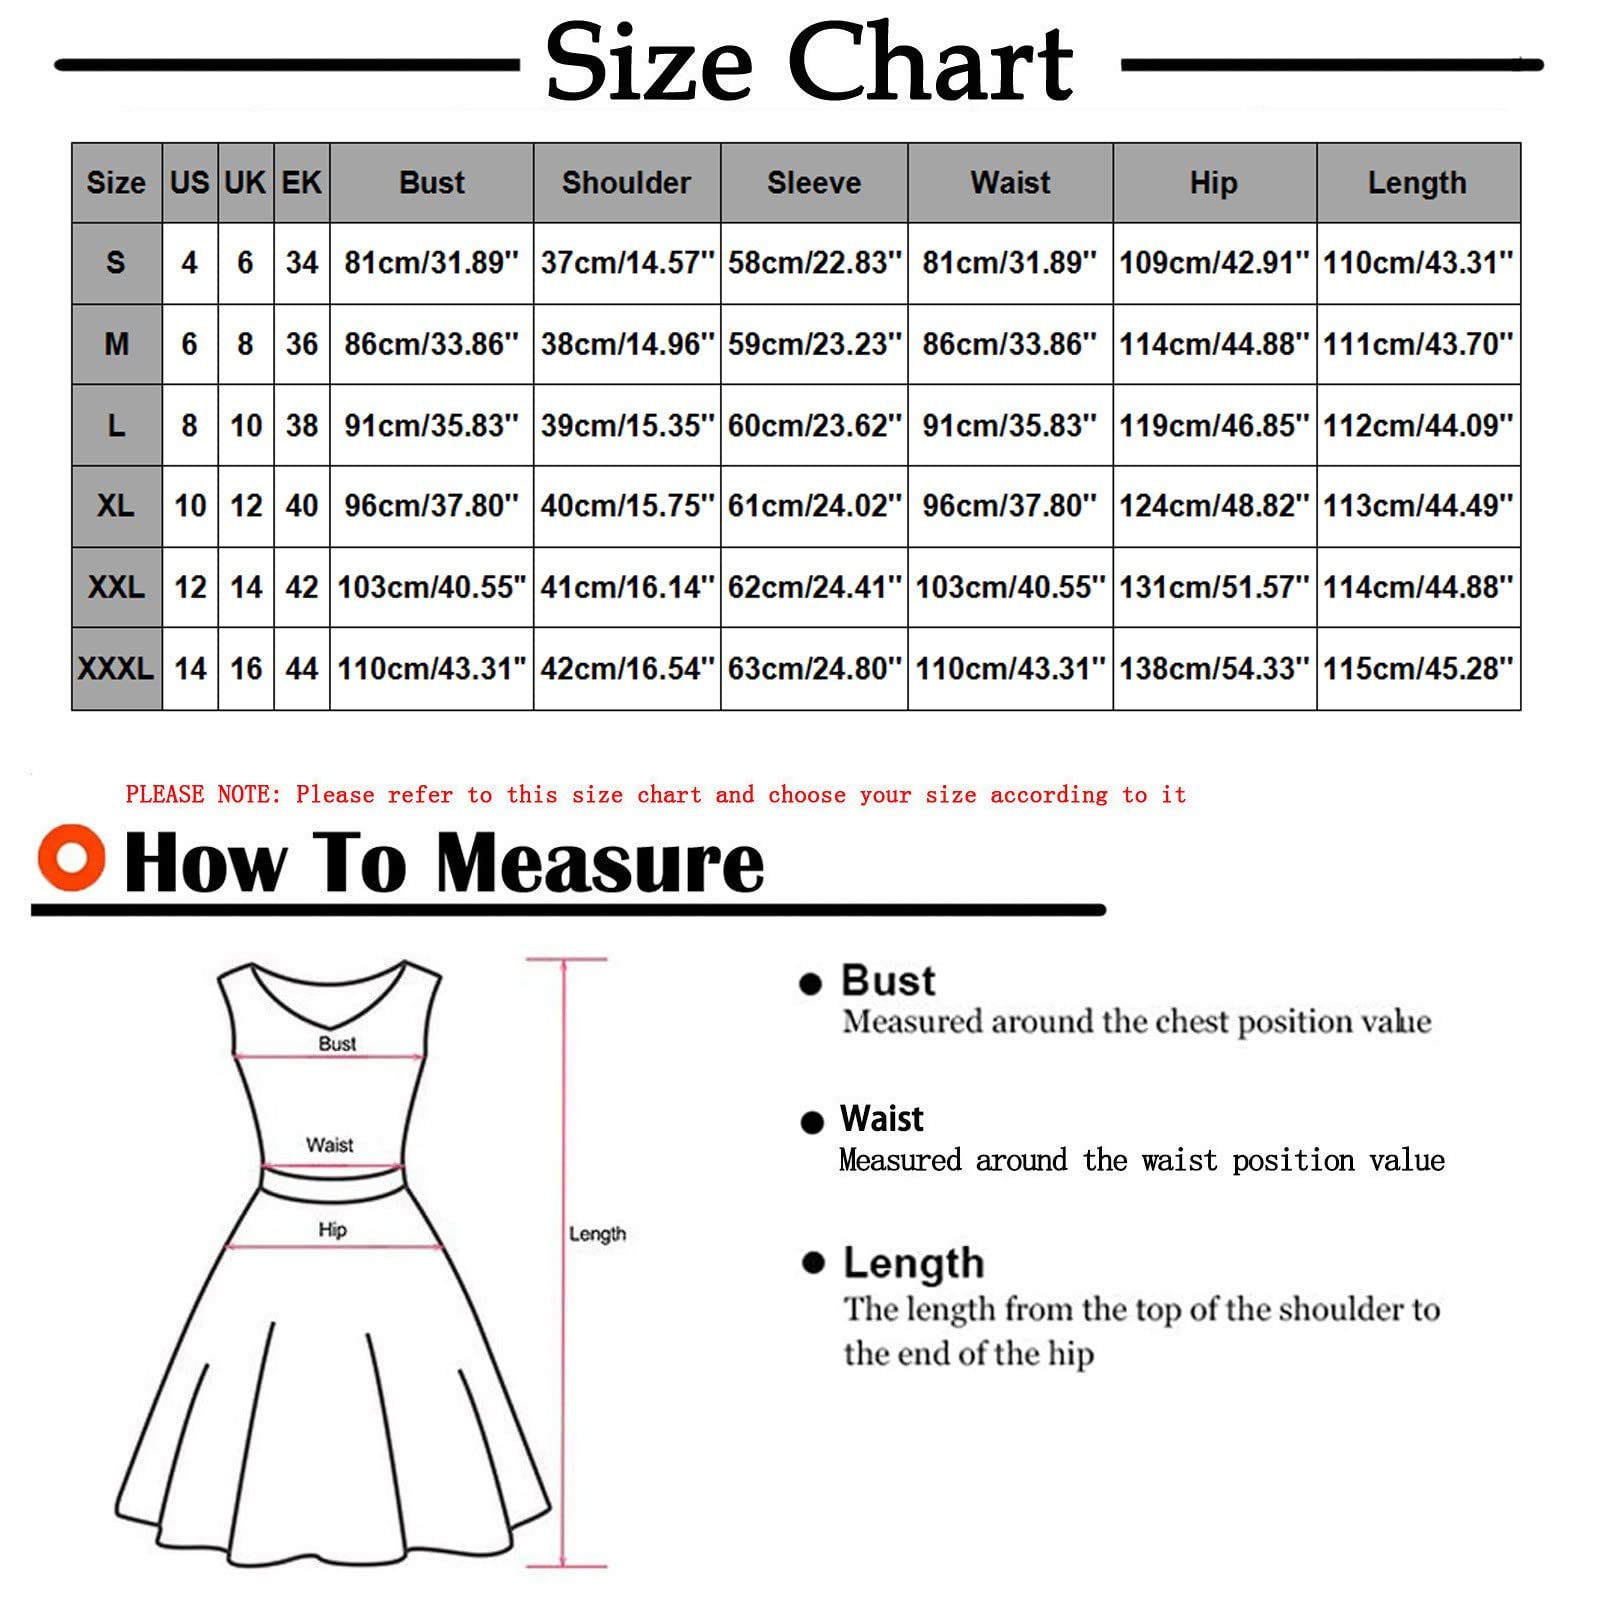 Size Chart
Size US UK EK Bust Shoulder Sleeve Waist Hip Length
S 4 6 34 81cm/31.89" 37cm/14.57" 58cm/22.83" 81cm/31.89" 109cm/42.91" 110cm/43.31"
M 6 8 36 86cm/33.86" 38cm/14.96" 59cm/23.23" 86cm/33.86" 114cm/44.88" 111cm/43.70"
L 8 10 38 91cm/35.83" 39cm/15.35" 60cm/23.62" 91cm/35.83" 119cm/46.85" 112cm/44.09"
XL 10 12 40 96cm/37.80" 40cm/15.75" 61cm/24.02" 96cm/37.80" 124cm/48.82" 113cm/44.49"
XXL 12 14 42 103cm/40.55" 41cm/16.14" 62cm/24.41" 103cm/40.55" 131cm/51.57" 114cm/44.88"
XXXL 14 16 44 110cm/43.31" 42cm/16.54" 63cm/24.80" 110cm/43.31" 138cm/54.33" 115cm/45.28"
PLEASE NOTE: Please refer to this size chart and choose your size according to it
How To Measure
Bust
Waist
Hip
Length
Bust
Measured around the chest position value
Waist
Measured around the waist position value
Length
The length from the top of the shoulder to
the end of the hip